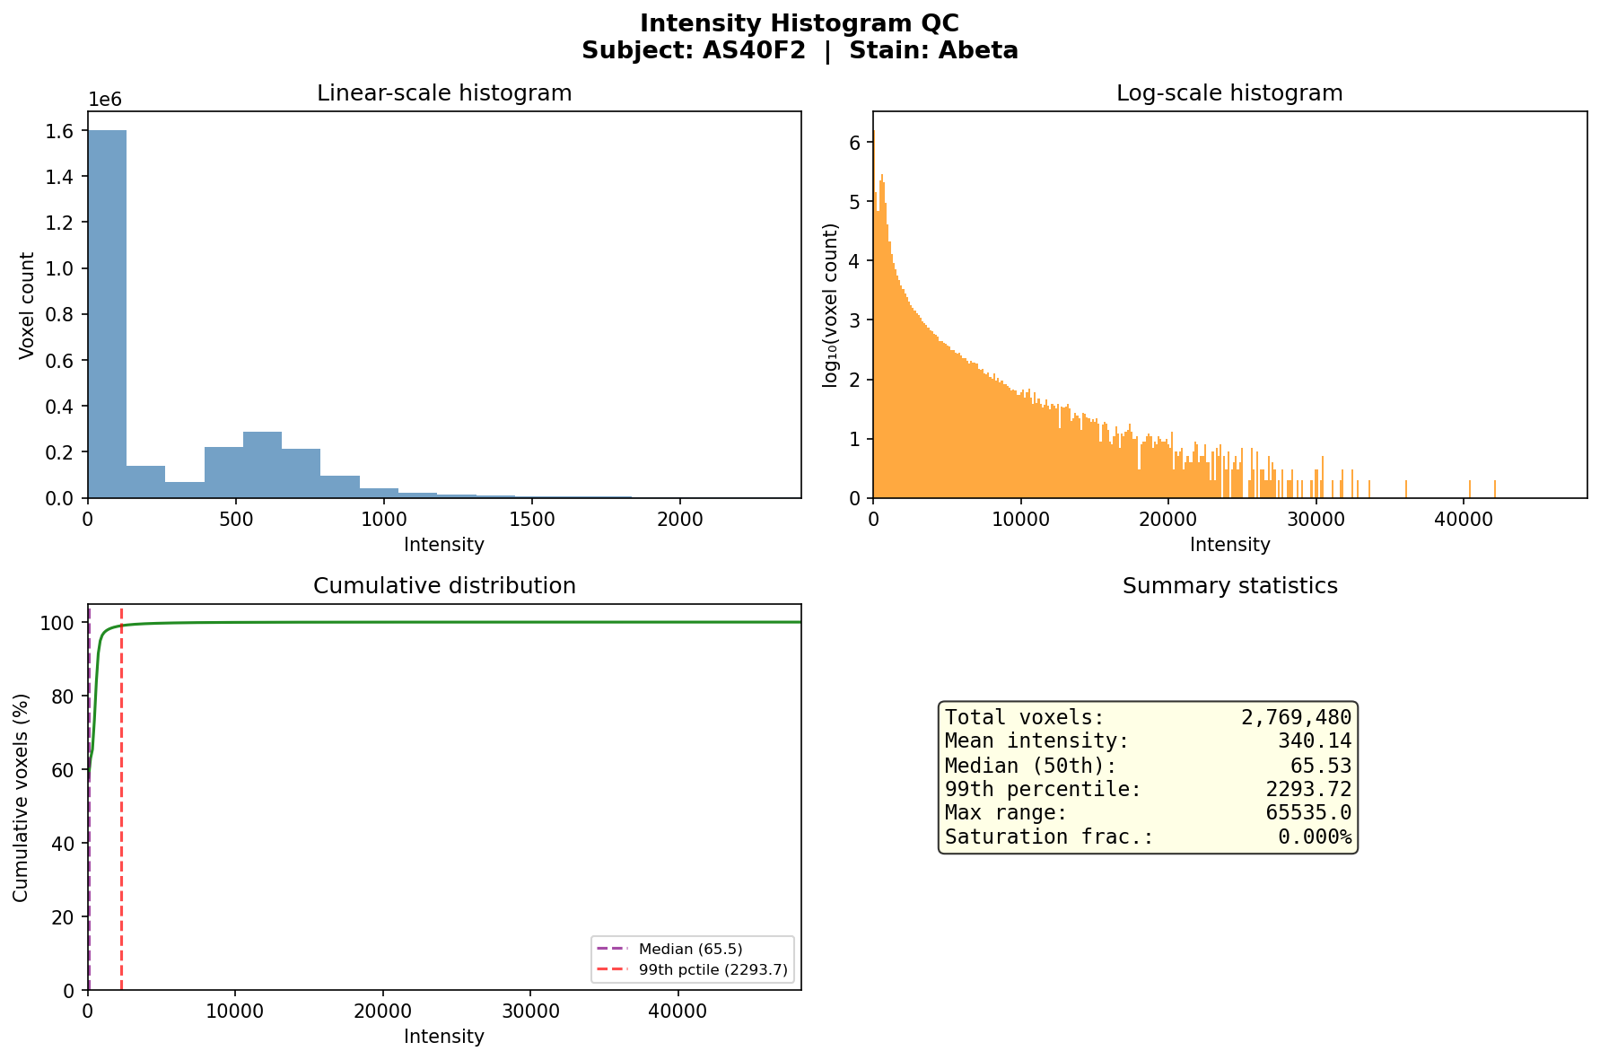 Intensity Histogram QC
Subject: AS40F2 | Stain: Abeta
Linear-scale histogram
1e6
1.6
1.4
1.2
1.0
0.8
0.6
0.4
0.2
0.0
Voxel count
0 500 1000 1500 2000
Intensity
Log-scale histogram
6
5
4
3
2
1
0
log₁₀(voxel count)
0 10000 20000 30000 40000
Intensity
Cumulative distribution
100
80
60
40
20
0
Cumulative voxels (%)
Median (65.5)
99th pctile (2293.7)
0 10000 20000 30000 40000
Intensity
Summary statistics
Total voxels: 2,769,480
Mean intensity: 340.14
Median (50th): 65.53
99th percentile: 2293.72
Max range: 65535.0
Saturation frac.: 0.000%